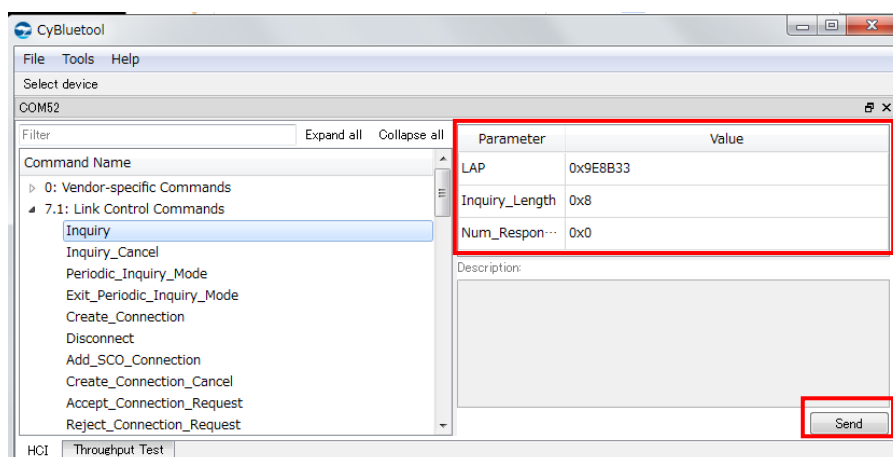 CyBluetool
File Tools Help
Select device
COM52
Filter Expand all Collapse all
Command Name
0: Vendor-specific Commands
7.1: Link Control Commands
Inquiry
Inquiry_Cancel
Periodic_Inquiry_Mode
Exit_Periodic_Inquiry_Mode
Create_Connection
Disconnect
Add_SCO_Connection
Create_Connection_Cancel
Accept_Connection_Request
Reject_Connection_Request
Parameter Value
LAP 0x9E8B33
Inquiry_Length 0x8
Num_Respon… 0x0
Description:
Send
HCI Throughput Test